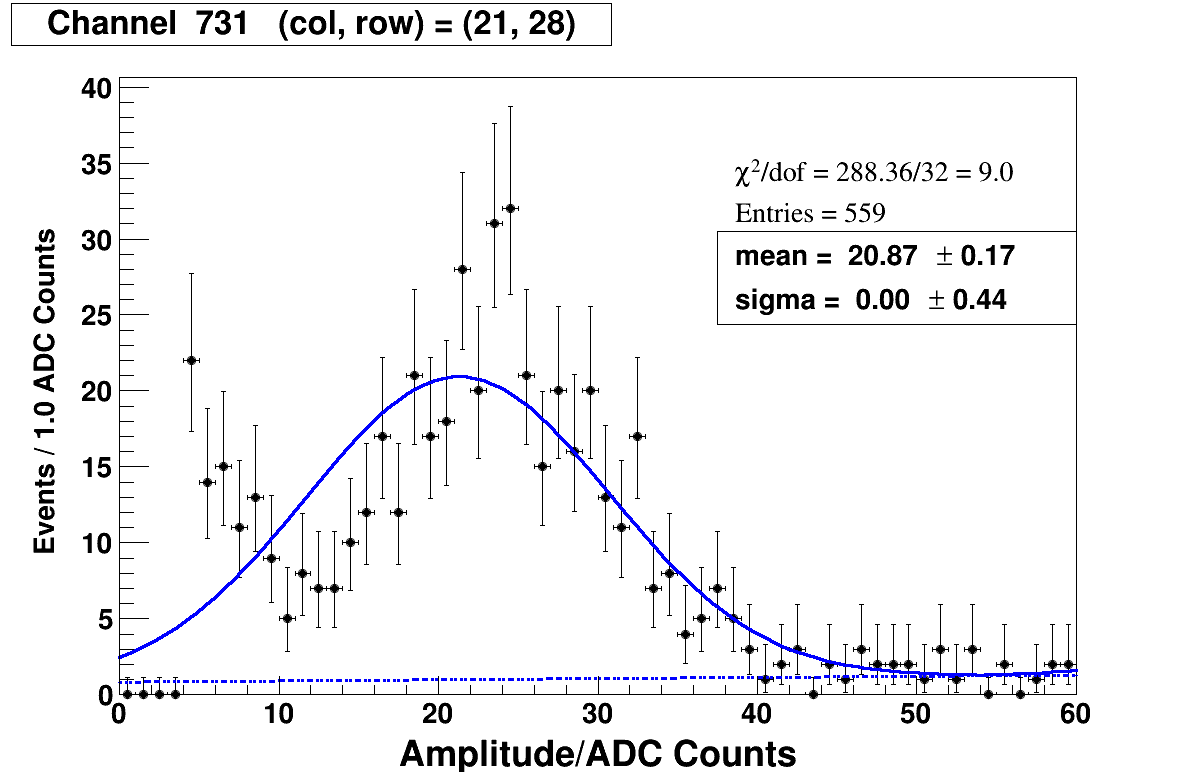 Channel 731 (col, row) = (21, 28)
40
35
30
25
20
15
10
5
0
Events / 1.0 ADC Counts
χ²/dof = 288.36/32 = 9.0
Entries = 559
mean = 20.87 ± 0.17
sigma = 0.00 ± 0.44
0 10 20 30 40 50 60
Amplitude/ADC Counts